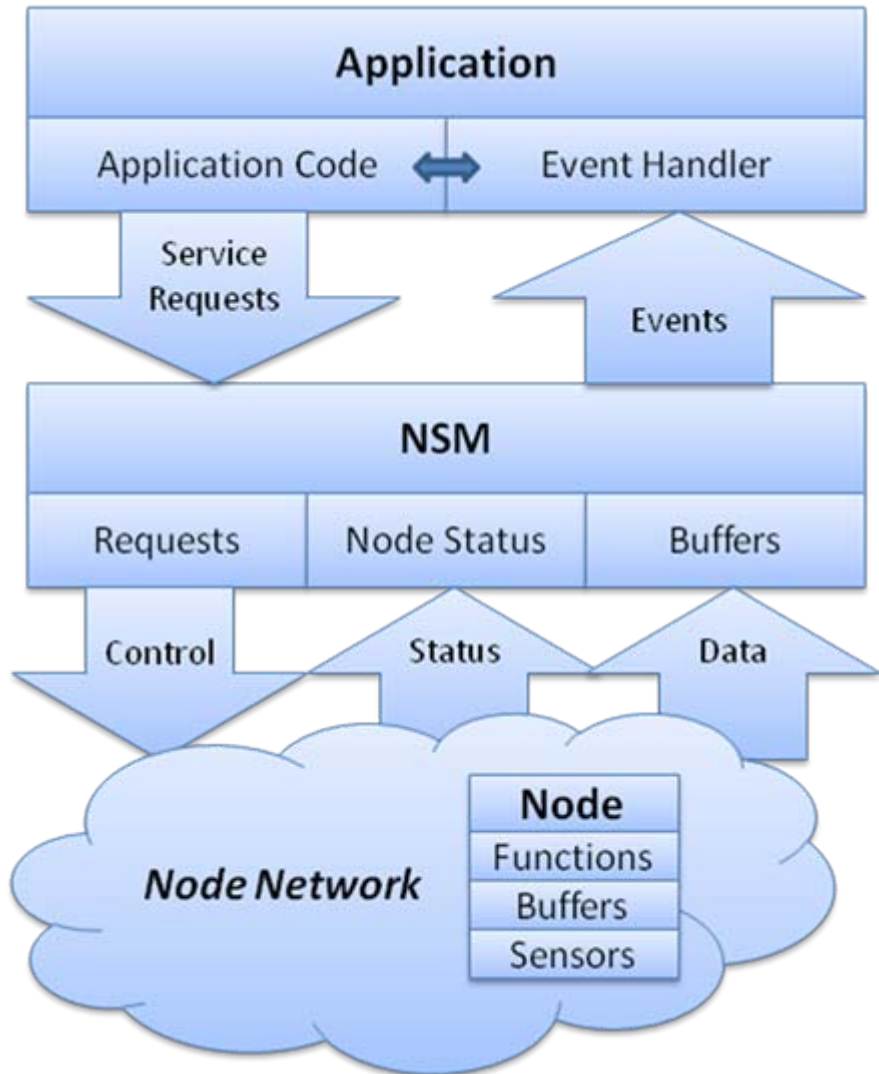 Application
Application Code
Event Handler
Service
Requests
Events
NSM
Requests
Node Status
Buffers
Control
Status
Data
Node Network
Node
Functions
Buffers
Sensors